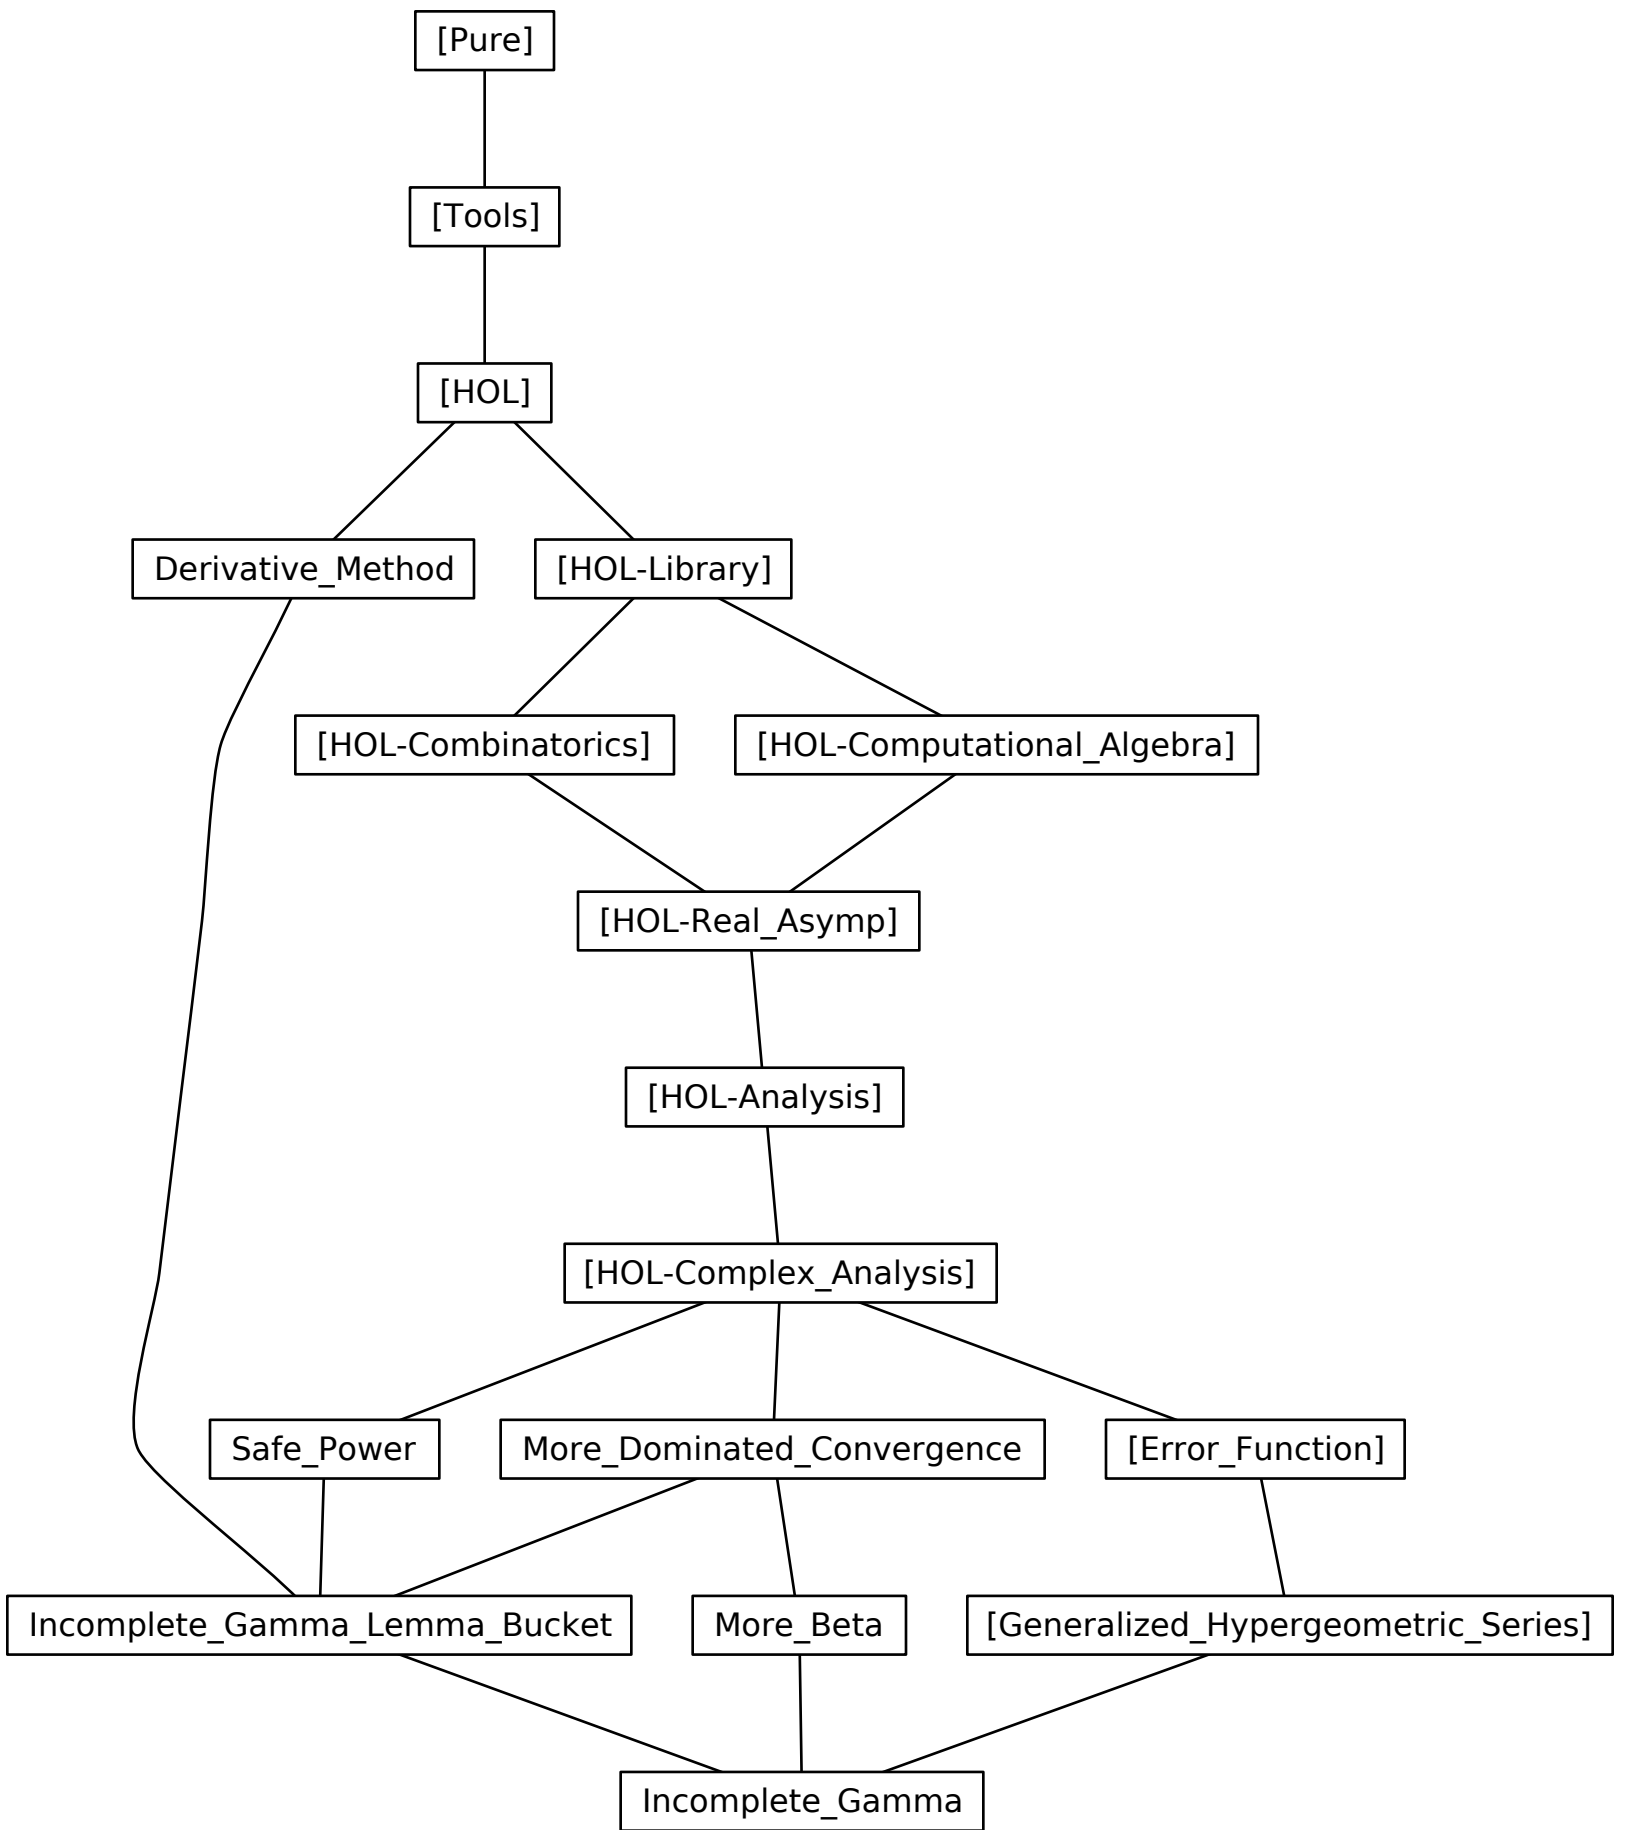 [Pure]
[Tools]
[HOL]
Derivative_Method
[HOL-Library]
[HOL-Combinatorics]
[HOL-Computational_Algebra]
[HOL-Real_Asymp]
[HOL-Analysis]
[HOL-Complex_Analysis]
Safe_Power
More_Dominated_Convergence
[Error_Function]
Incomplete_Gamma_Lemma_Bucket
More_Beta
[Generalized_Hypergeometric_Series]
Incomplete_Gamma